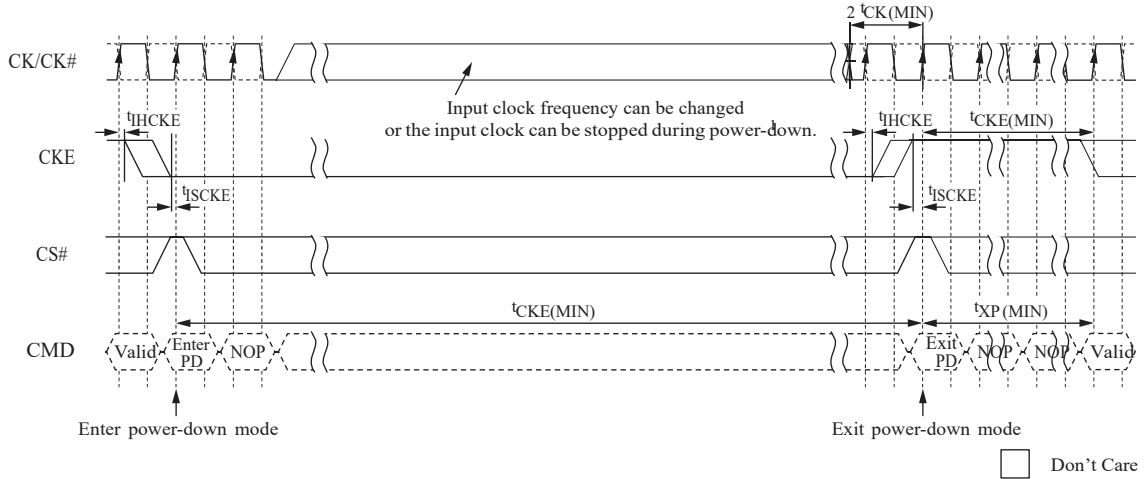 2 tCK(MIN)
CK/CK#
Input clock frequency can be changed
or the input clock can be stopped during power-down.
tIHCKE
tIHCKE
tCKE(MIN)
CKE
tISCKE
tISCKE
CS#
tCKE(MIN)
tXP(MIN)
CMD
Valid
Enter
PD
NOP
Exit
PD
NOP
NOP
Valid
Enter power-down mode
Exit power-down mode
Don't Care